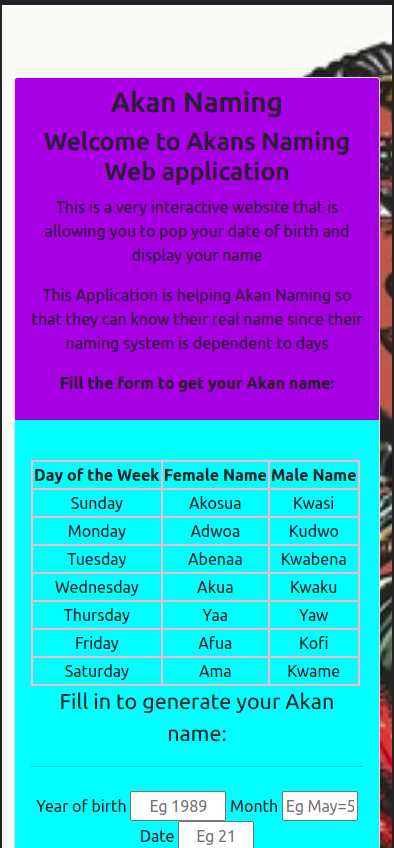 Akan Naming
Welcome to Akans Naming
Web application
This is a very interactive website that is
allowing you to pop your date of birth and
display your name
This Application is helping Akan Naming so
that they can know their real name since their
naming system is dependent to days
Fill the form to get your Akan name:
Day of the Week Female Name Male Name
Sunday Akosua Kwasi
Monday Adwoa Kudwo
Tuesday Abenaa Kwabena
Wednesday Akua Kwaku
Thursday Yaa Yaw
Friday Afua Kofi
Saturday Ama Kwame
Fill in to generate your Akan
name:
Year of birth Eg 1989 Month Eg May=5
Date Eg 21